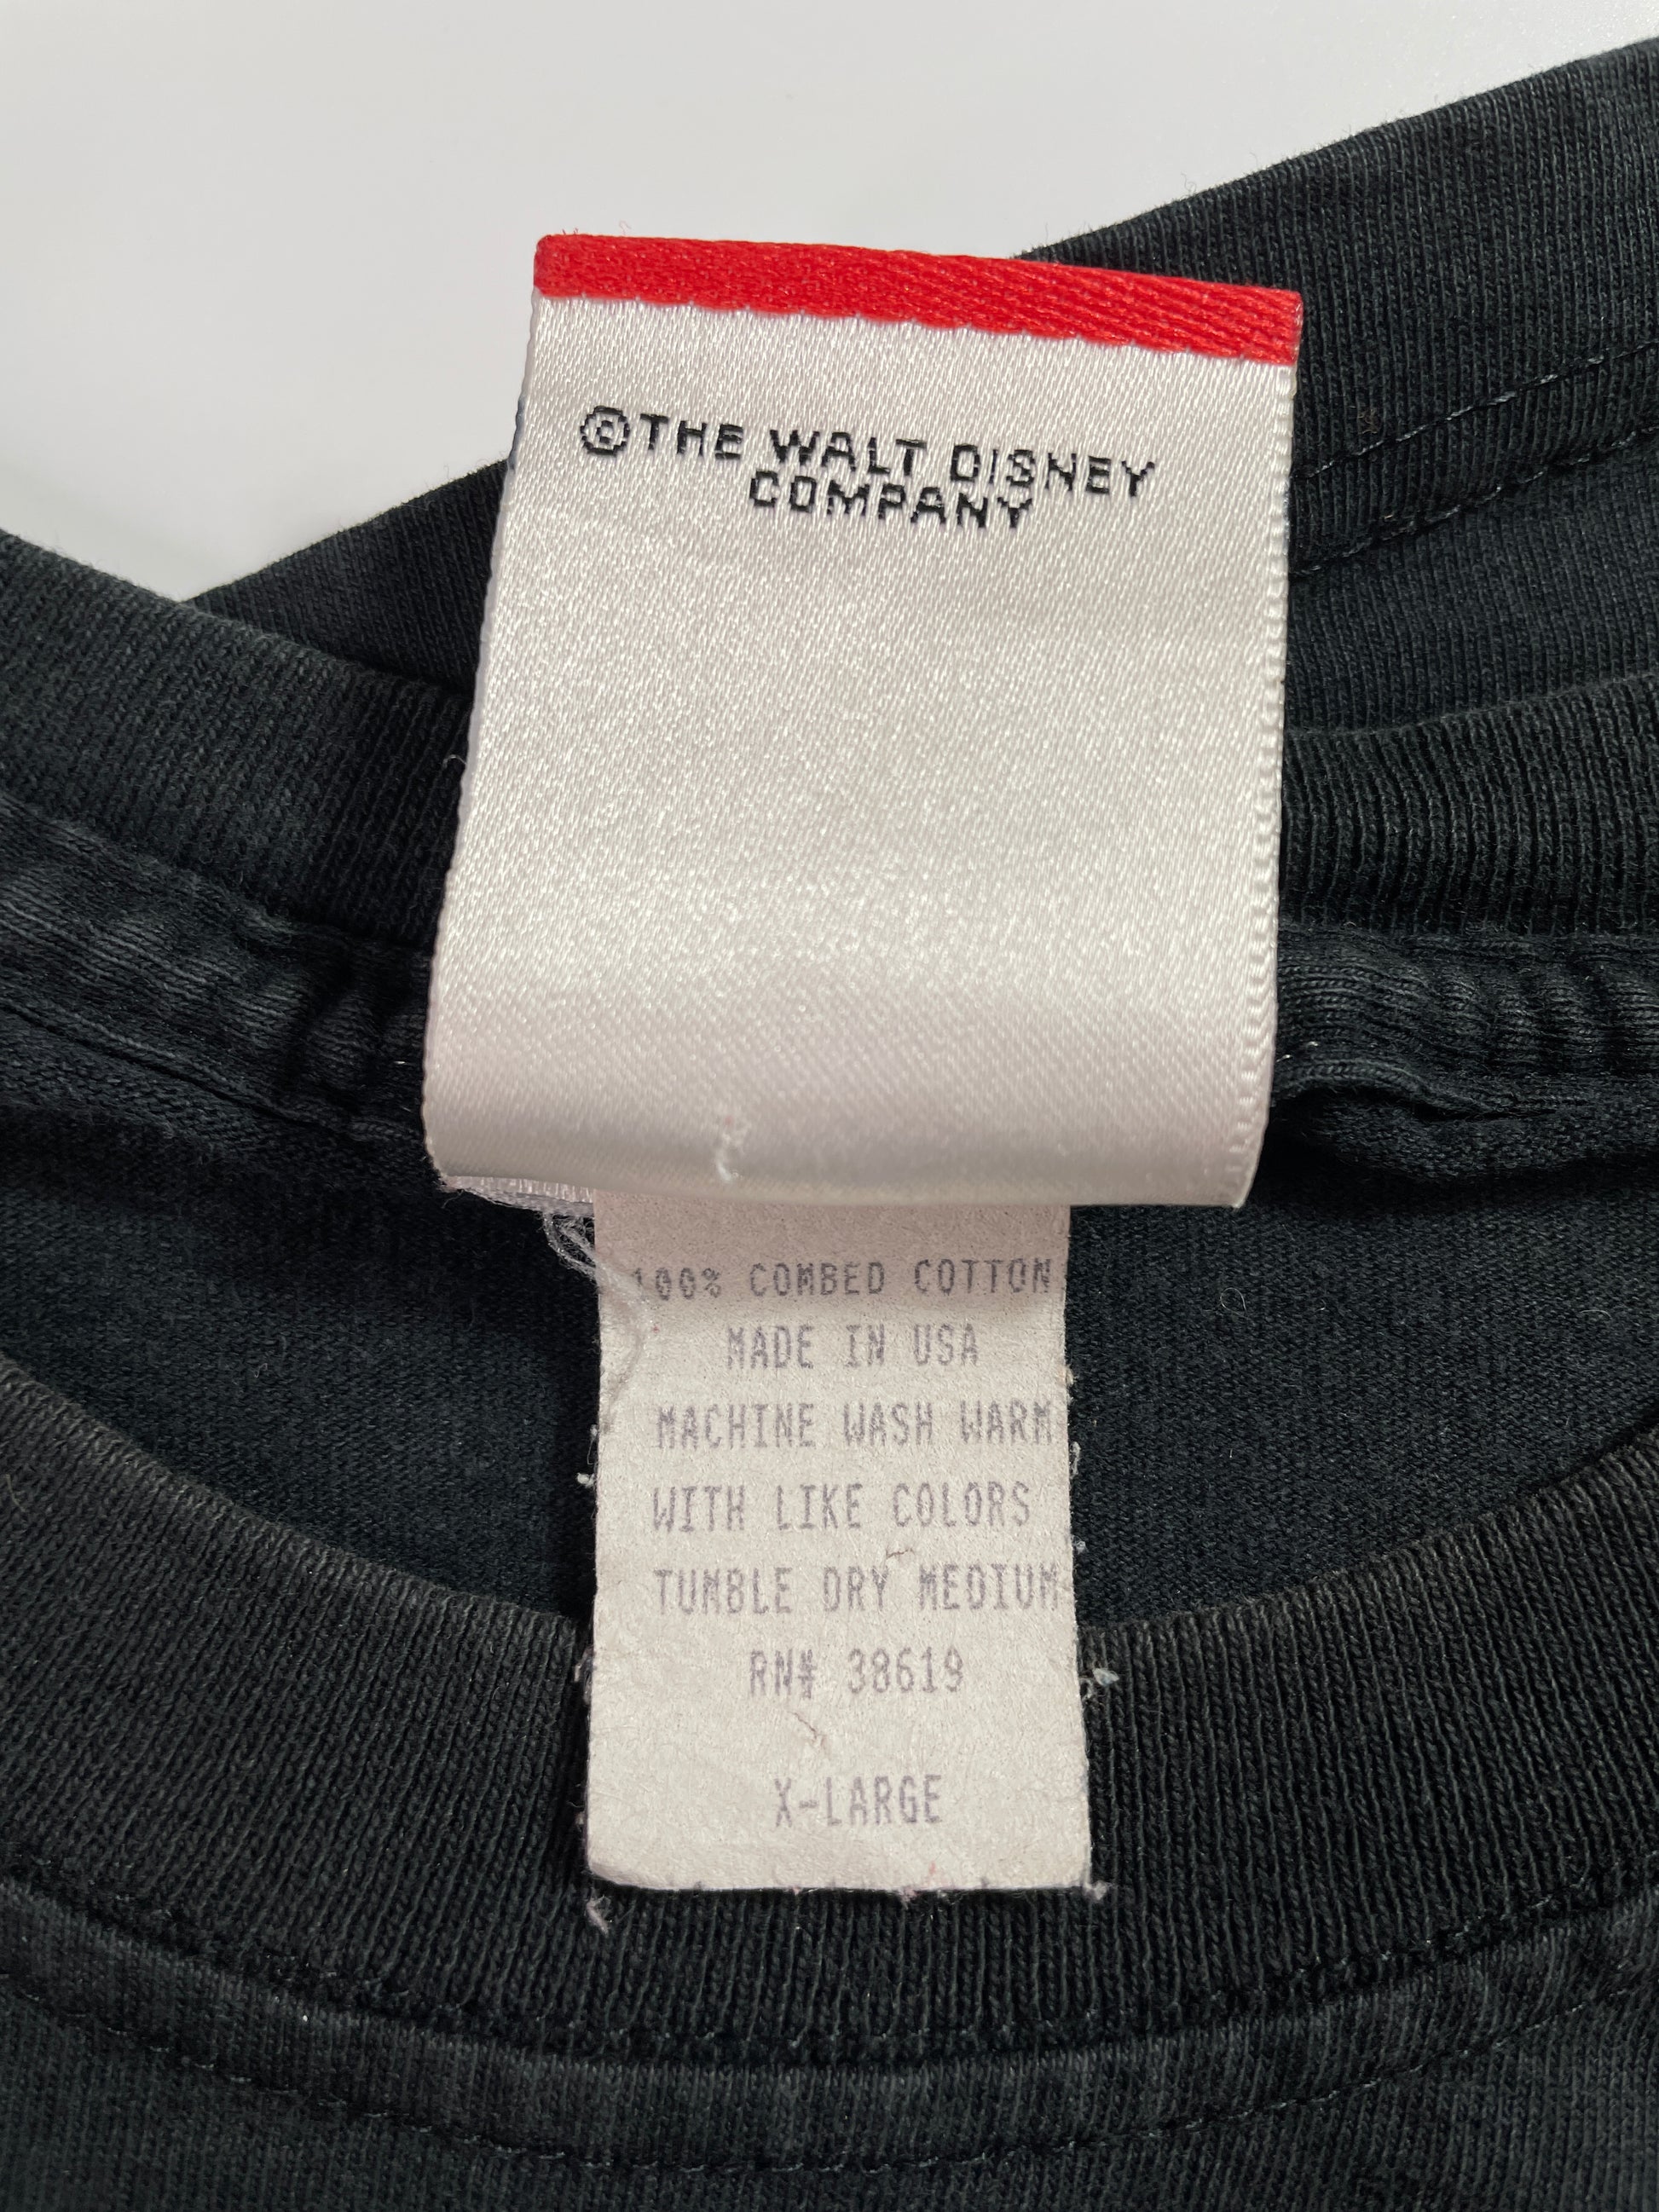 ©THE WALT DISNEY
COMPANY
100% COMBED COTTON
MADE IN USA
MACHINE WASH WARM
WITH LIKE COLORS
TUMBLE DRY MEDIUM
RN# 38619
X-LARGE